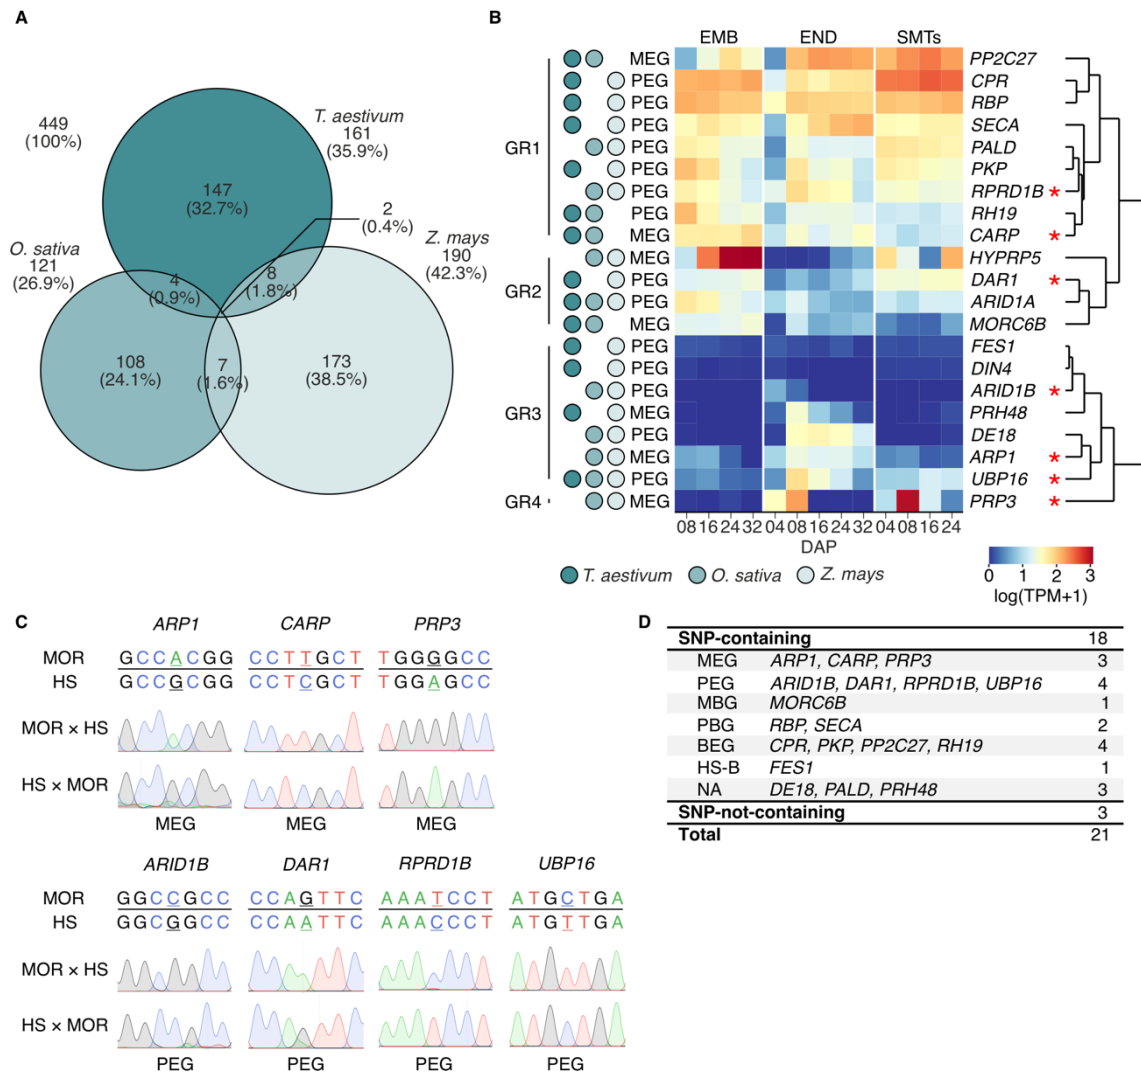 A
449
(100%)
T. aestivum
161
(35.9%)
147
(32.7%)
2
(0.4%)
O. sativa
121
(26.9%)
Z. mays
190
(42.3%)
4
(0.9%)
8
(1.8%)
108
(24.1%)
7
(1.6%)
173
(38.5%)
B
EMB END SMTs
GR1
GR2
GR3
GR4
MEG PP2C27
PEG CPR
PEG RBP
PEG SECA
PEG PALD
PEG PKP
PEG RPRD1B *
PEG RH19
MEG CARP *
MEG HYPRP5
PEG DAR1 *
PEG ARID1A
MEG MORC6B
PEG FES1
PEG DIN4
PEG ARID1B *
MEG PRH48
PEG DE18
MEG ARP1 *
PEG UBP16 *
MEG PRP3 *
08 16 24 32 04 08 16 24 32 04 08 16 24
DAP
T. aestivum O. sativa Z. mays
0 1 2 3
log(TPM+1)
C
ARP1 CARP PRP3
MOR GCCACGG CCTTGCT TGGGGCC
HS GCCGCGG CCTCGCT TGGAGCC
MOR × HS
HS × MOR
MEG MEG MEG
ARID1B DAR1 RPRD1B UBP16
MOR GGCCGCC CCAGTTC AAATCCT ATGCTGA
HS GGCGGCC CCAATTC AAACCCT ATGTTGA
MOR × HS
HS × MOR
PEG PEG PEG PEG
D
SNP-containing 18
MEG ARP1, CARP, PRP3 3
PEG ARID1B, DAR1, RPRD1B, UBP16 4
MBG MORC6B 1
PBG RBP, SECA 2
BEG CPR, PKP, PP2C27, RH19 4
HS-B FES1 1
NA DE18, PALD, PRH48 3
SNP-not-containing 3
Total 21